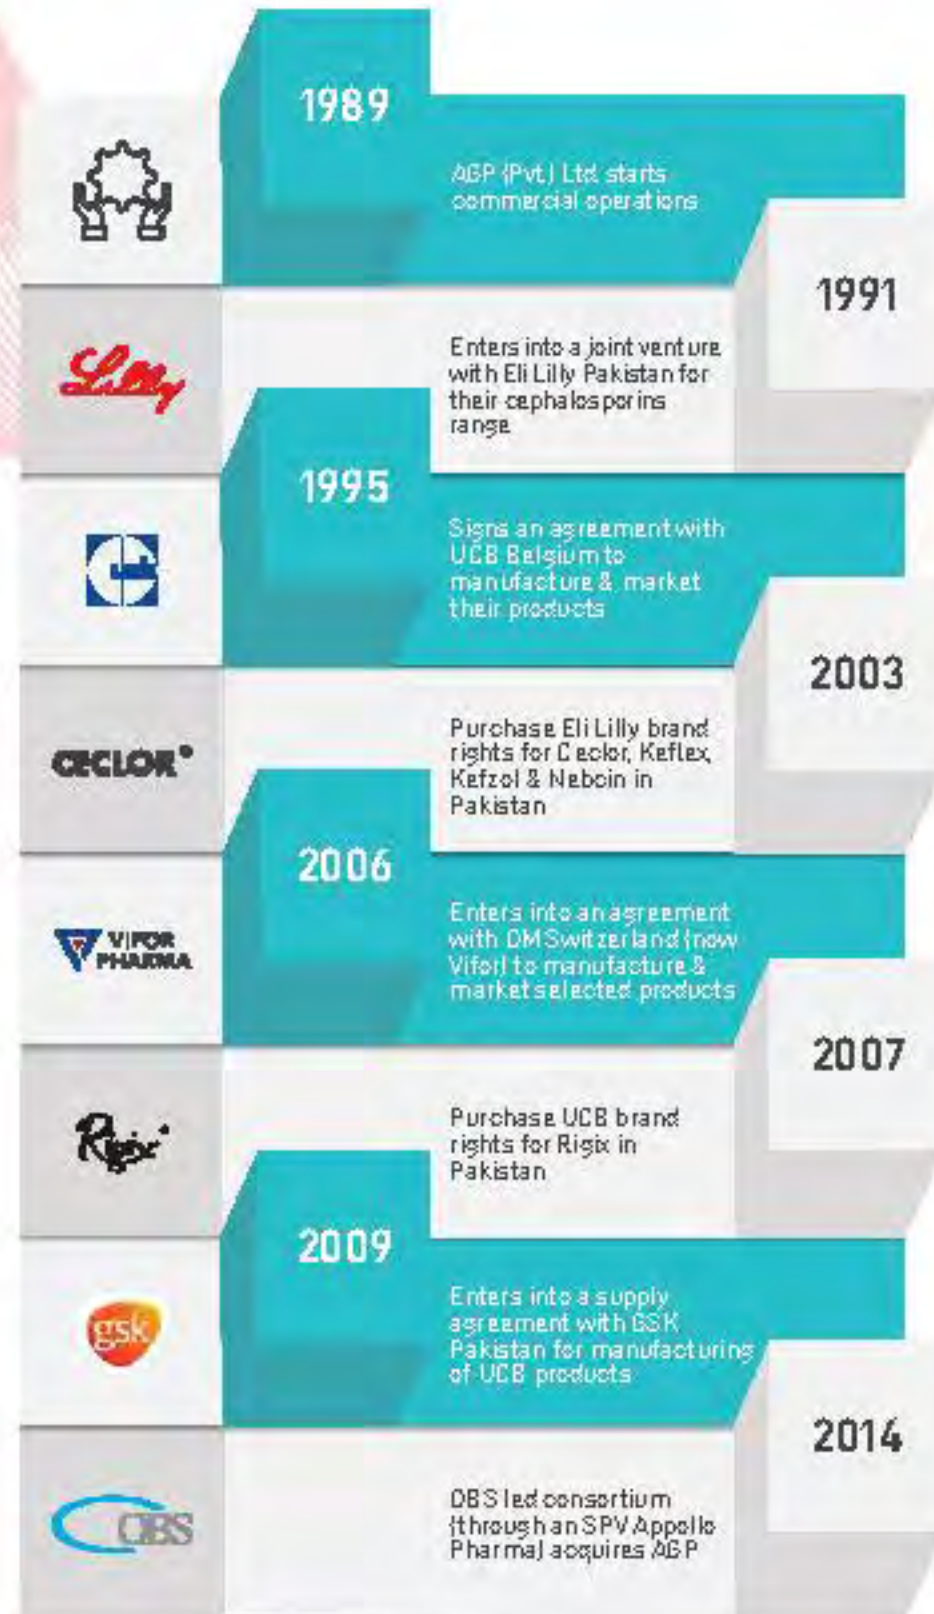 1989
AGP (Pvt.) Ltd starts
commercial operations
1991
Lilly
Enters into a joint venture
with Eli Lilly Pakistan for
their cephalosporins
range
1995
Signs an agreement with
UCB Belgium to
manufacture & market
their products
2003
CECLOR®
Purchase Eli Lilly brand
rights for Ceclor, Keflex,
Kefzol & Nebcin in
Pakistan
2006
VIFOR
PHARMA
Enters into an agreement
with OM Switzerland (now
Vifor) to manufacture &
market selected products
2007
Rigix
Purchase UCB brand
rights for Rigix in
Pakistan
2009
gsk
Enters into a supply
agreement with GSK
Pakistan for manufacturing
of UCB products
2014
OBS
OBS led consortium
(through an SPV Appollo
Pharma) acquires AGP